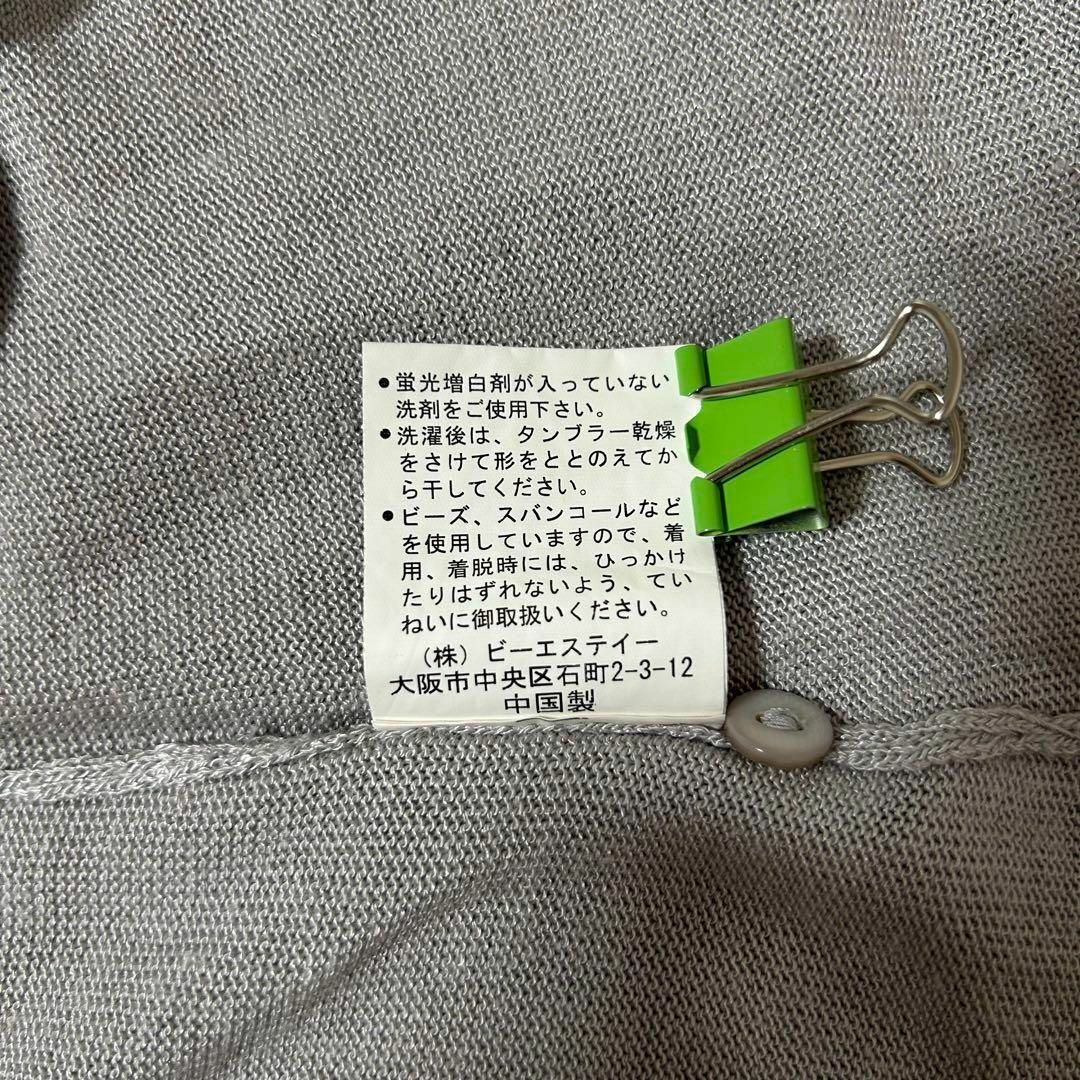 ●蛍光増白剤が入っていない
洗剤をご使用下さい。
●洗濯後は、タンブラー乾燥
をさけて形をととのえてか
ら干してください。
●ビーズ、スバンコールなど
を使用していますので、着
用、着脱時には、ひっかけ
たりはずれないよう、てい
ねいに御取扱いください。
（株）ビーエステイー
大阪市中央区石町2-3-12
中国製